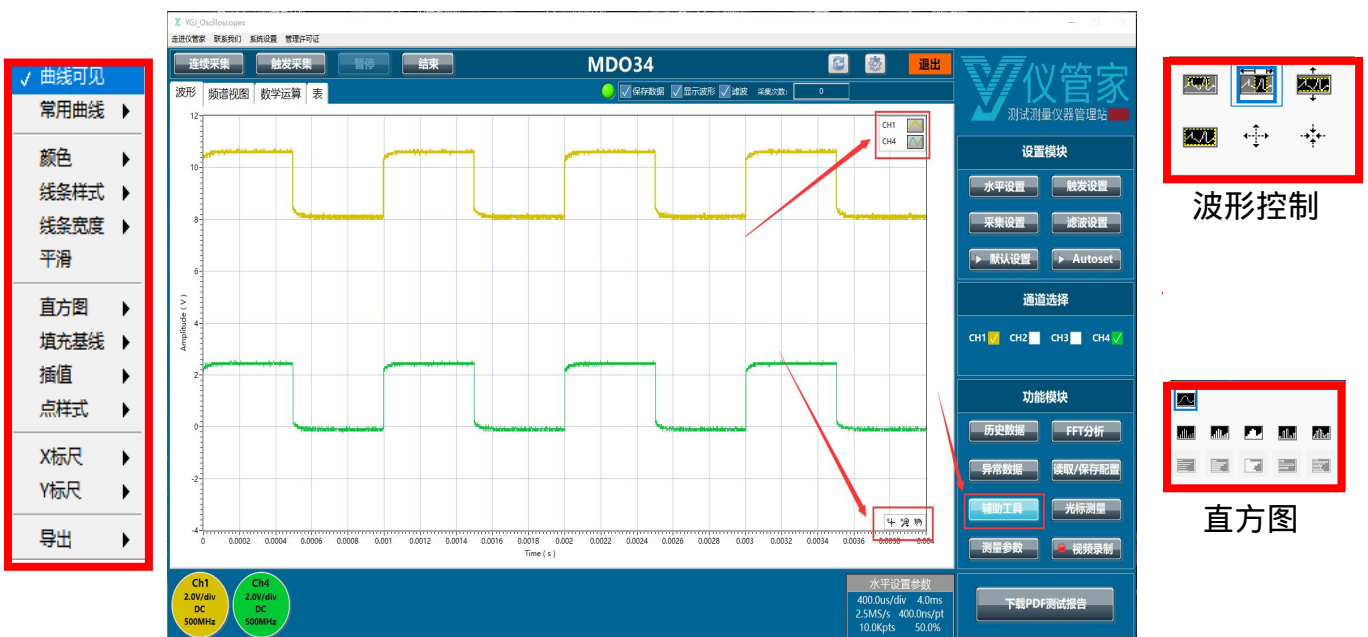 曲线可见
常用曲线
颜色
线条样式
线条宽度
平滑
直方图
填充基线
插值
点样式
X标尺
Y标尺
导出
YGJ_Oscilloscopes
走进仪管家 联系我们 系统设置 管理许可证
连续采集 触发采集 暂停 结束 MDO34 退出
波形 频谱视图 数学运算 表 保存数据 显示波形 滤波 采集次数: 0
CH1
CH4
12
10
8
6
4
2
0
-2
-4
Amplitude ( V )
0 0.0002 0.0004 0.0006 0.0008 0.001 0.0012 0.0014 0.0016 0.0018 0.002 0.0022 0.0024 0.0026 0.0028 0.003 0.0032 0.0034 0.0036 0.0038 0.004
Time ( s )
Ch1
2.0V/div
DC
500MHz
Ch4
2.0V/div
DC
500MHz
水平设置参数
400.0us/div 4.0ms
2.5MS/s 400.0ns/pt
10.0Kpts 50.0%
仪管家
测试测量仪器管理站
设置模块
水平设置 触发设置
采集设置 滤波设置
默认设置 Autoset
通道选择
CH1 CH2 CH3 CH4
功能模块
历史数据 FFT分析
异常数据 读取/保存配置
辅助工具 光标测量
测量参数 视频录制
下载PDF测试报告
波形控制
直方图